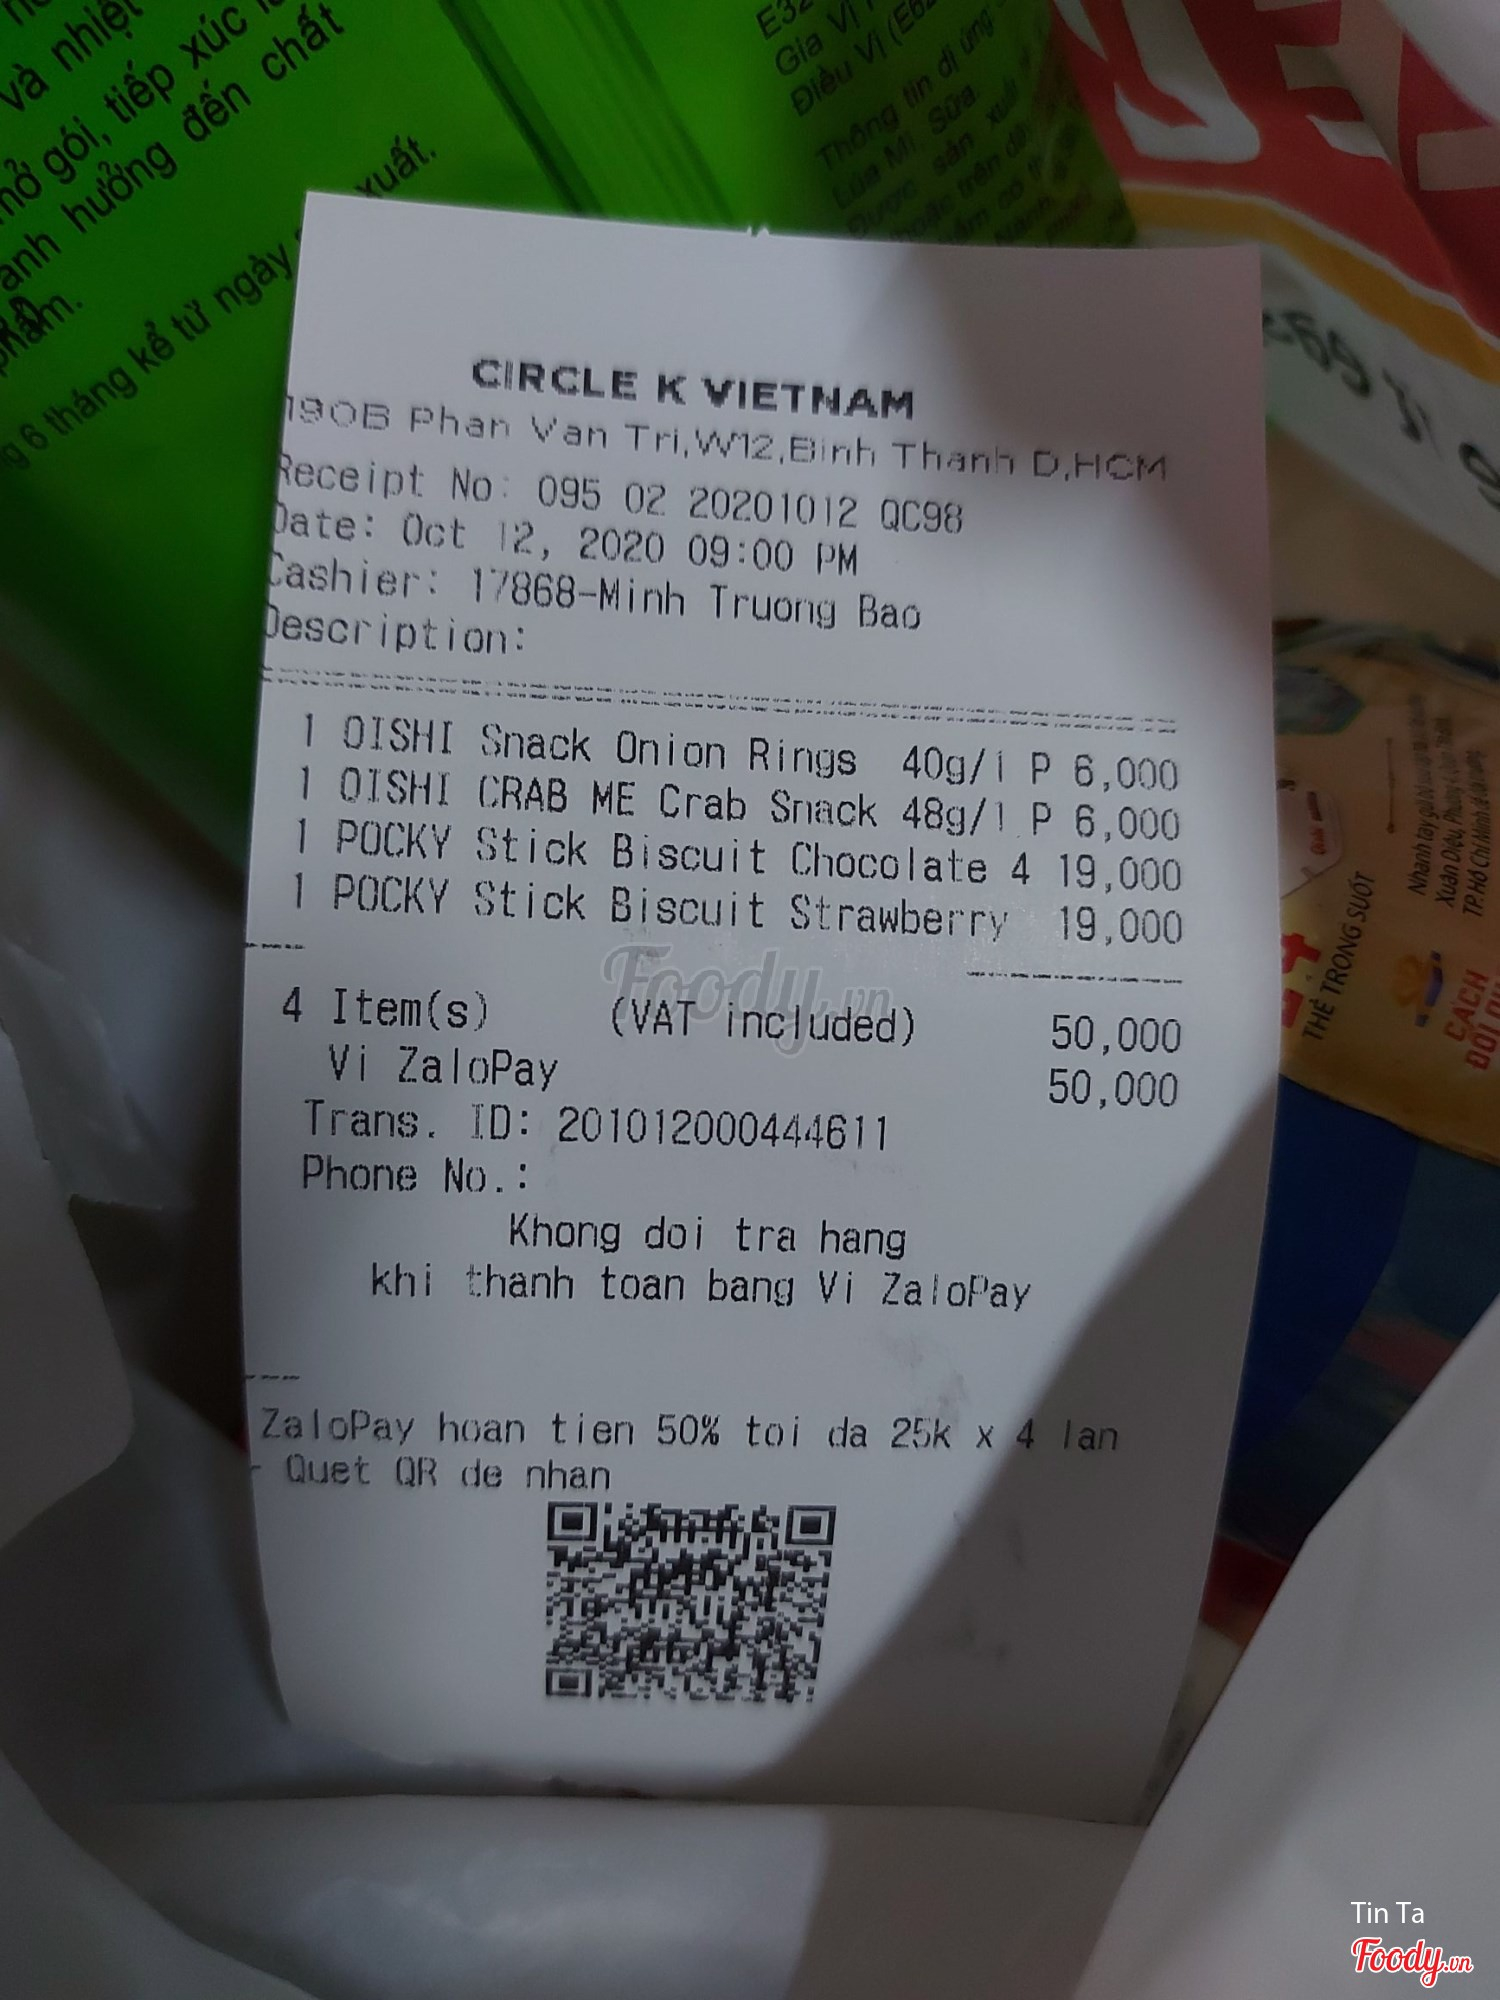 và nhiệt
mở gói, tiếp xúc
ảnh hưởng đến chất
phẩm.
6 tháng kể từ ngày
xuất.
Gia Vị
Điều Vị
Thông tin dị ứng
Lúa Mì, Sữa
Được sản xuất
CIRCLE K VIETNAM
190B Phan Van Tri,W12,Binh Thanh D,HCM
Receipt No: 095 02 20201012 QC98
Date: Oct 12, 2020 09:00 PM
Cashier: 17868-Minh Truong Bao
Description:
1 OISHI Snack Onion Rings 40g/1 P 6,000
1 OISHI CRAB ME Crab Snack 48g/1 P 6,000
1 POCKY Stick Biscuit Chocolate 4 19,000
1 POCKY Stick Biscuit Strawberry 19,000
4 Item(s) (VAT included) 50,000
Vi ZaloPay 50,000
Trans. ID: 201012000444611
Phone No.:
Khong doi tra hang
khi thanh toan bang Vi ZaloPay
ZaloPay hoan tien 50% toi da 25k x 4 lan
- Quet QR de nhan
Foody.vn
THẺ TRONG SUỐT
CÁCH
Xuân Diệu, Phung
TP.Hồ Chí Minh
Tin Ta
Foody.vn